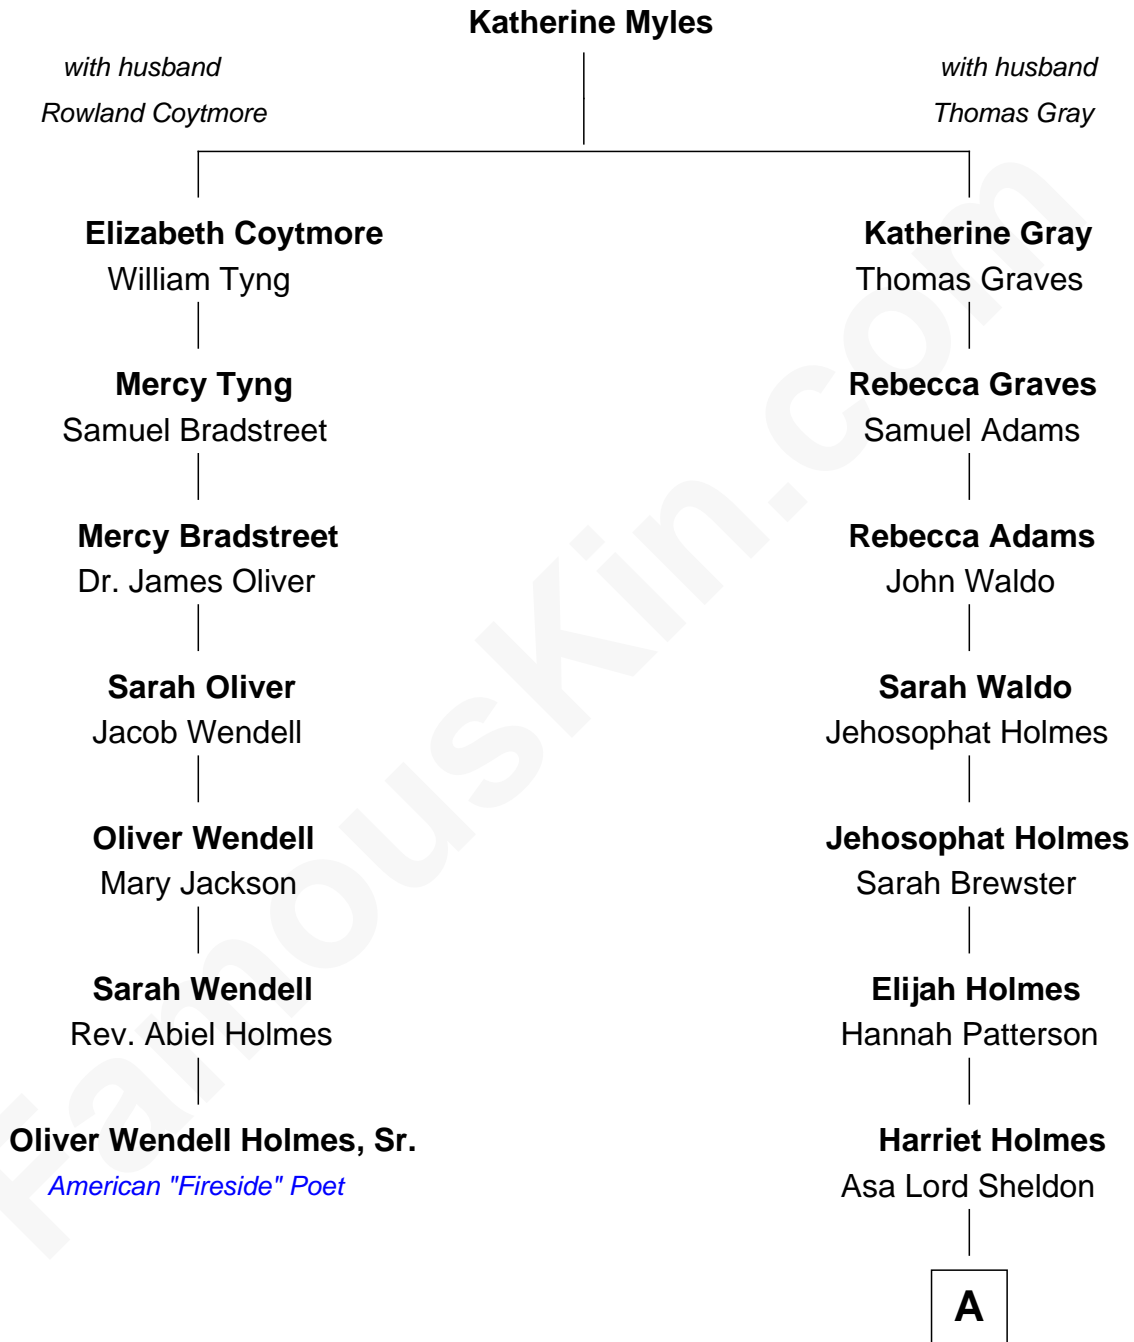 Katherine Myles
with husband
Rowland Coytmore
with husband
Thomas Gray
Elizabeth Coytmore
William Tyng
Katherine Gray
Thomas Graves
Mercy Tyng
Samuel Bradstreet
Rebecca Graves
Samuel Adams
Mercy Bradstreet
Dr. James Oliver
Rebecca Adams
John Waldo
Sarah Oliver
Jacob Wendell
Sarah Waldo
Jehosophat Holmes
Oliver Wendell
Mary Jackson
Jehosophat Holmes
Sarah Brewster
Sarah Wendell
Rev. Abiel Holmes
Elijah Holmes
Hannah Patterson
Oliver Wendell Holmes, Sr.
American "Fireside" Poet
Harriet Holmes
Asa Lord Sheldon
A
FamousKin.com